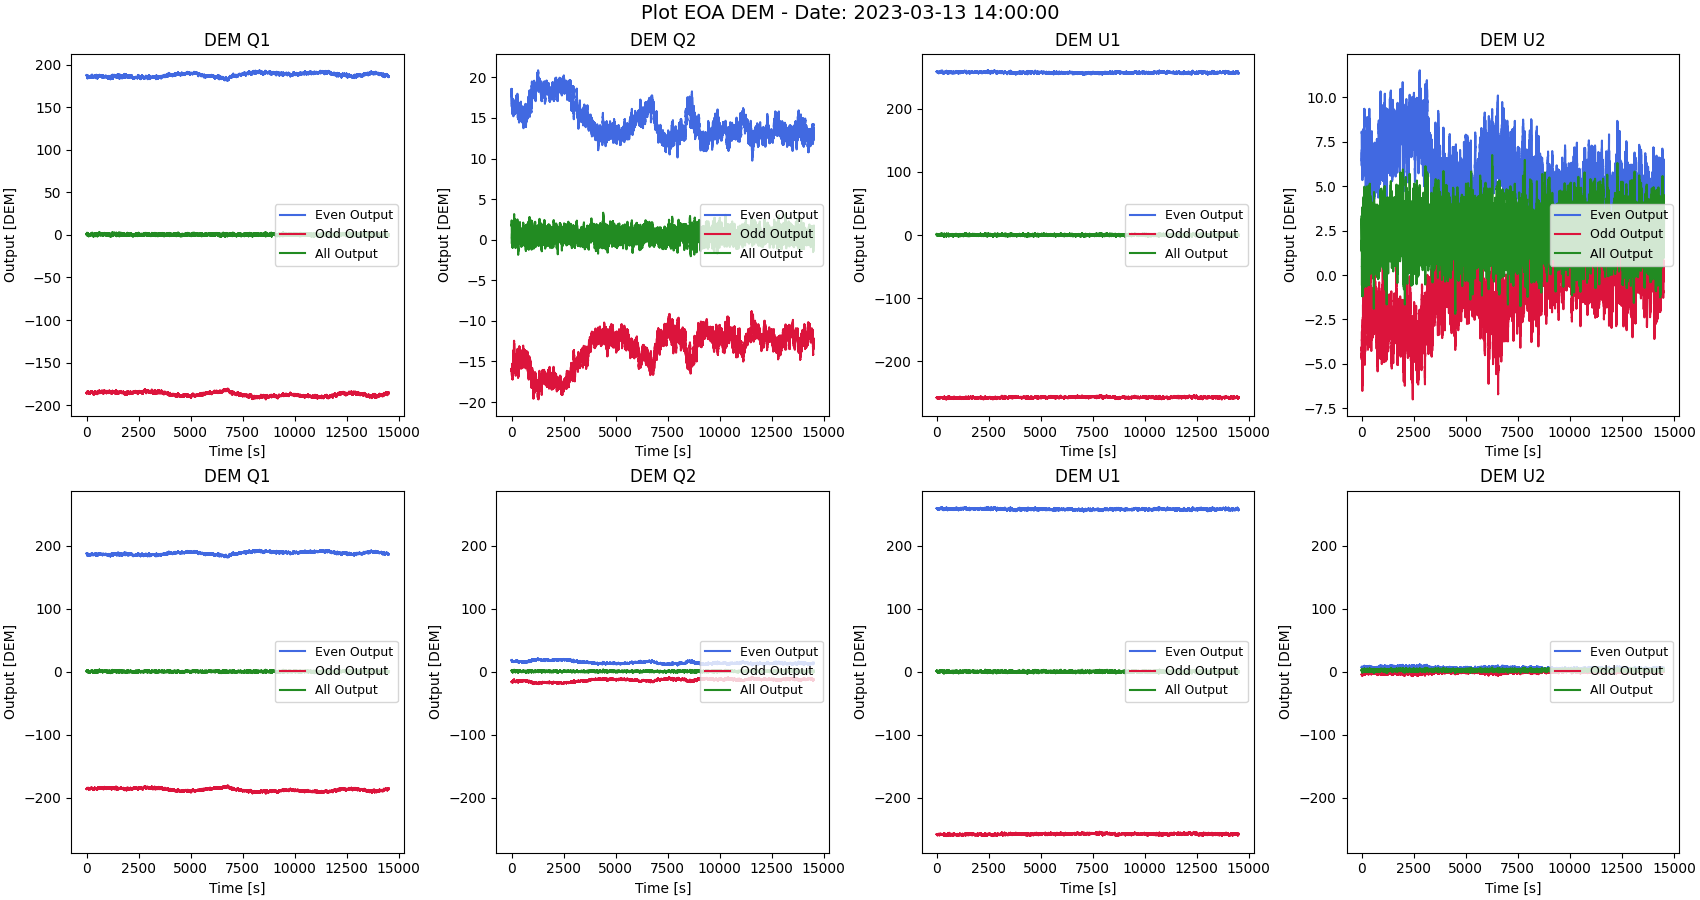 Plot EOA DEM - Date: 2023-03-13 14:00:00
DEM Q1
Output [DEM]
200
150
100
50
0
−50
−100
−150
−200
Even Output
Odd Output
All Output
0 2500 5000 7500 10000 12500 15000
Time [s]
DEM Q2
Output [DEM]
20
15
10
5
0
−5
−10
−15
−20
Even Output
Odd Output
All Output
0 2500 5000 7500 10000 12500 15000
Time [s]
DEM U1
Output [DEM]
200
100
0
−100
−200
Even Output
Odd Output
All Output
0 2500 5000 7500 10000 12500 15000
Time [s]
DEM U2
Output [DEM]
10.0
7.5
5.0
2.5
0.0
−2.5
−5.0
−7.5
Even Output
Odd Output
All Output
0 2500 5000 7500 10000 12500 15000
Time [s]
DEM Q1
Output [DEM]
200
100
0
−100
−200
Even Output
Odd Output
All Output
0 2500 5000 7500 10000 12500 15000
Time [s]
DEM Q2
Output [DEM]
200
100
0
−100
−200
Even Output
Odd Output
All Output
0 2500 5000 7500 10000 12500 15000
Time [s]
DEM U1
Output [DEM]
200
100
0
−100
−200
Even Output
Odd Output
All Output
0 2500 5000 7500 10000 12500 15000
Time [s]
DEM U2
Output [DEM]
200
100
0
−100
−200
Even Output
Odd Output
All Output
0 2500 5000 7500 10000 12500 15000
Time [s]